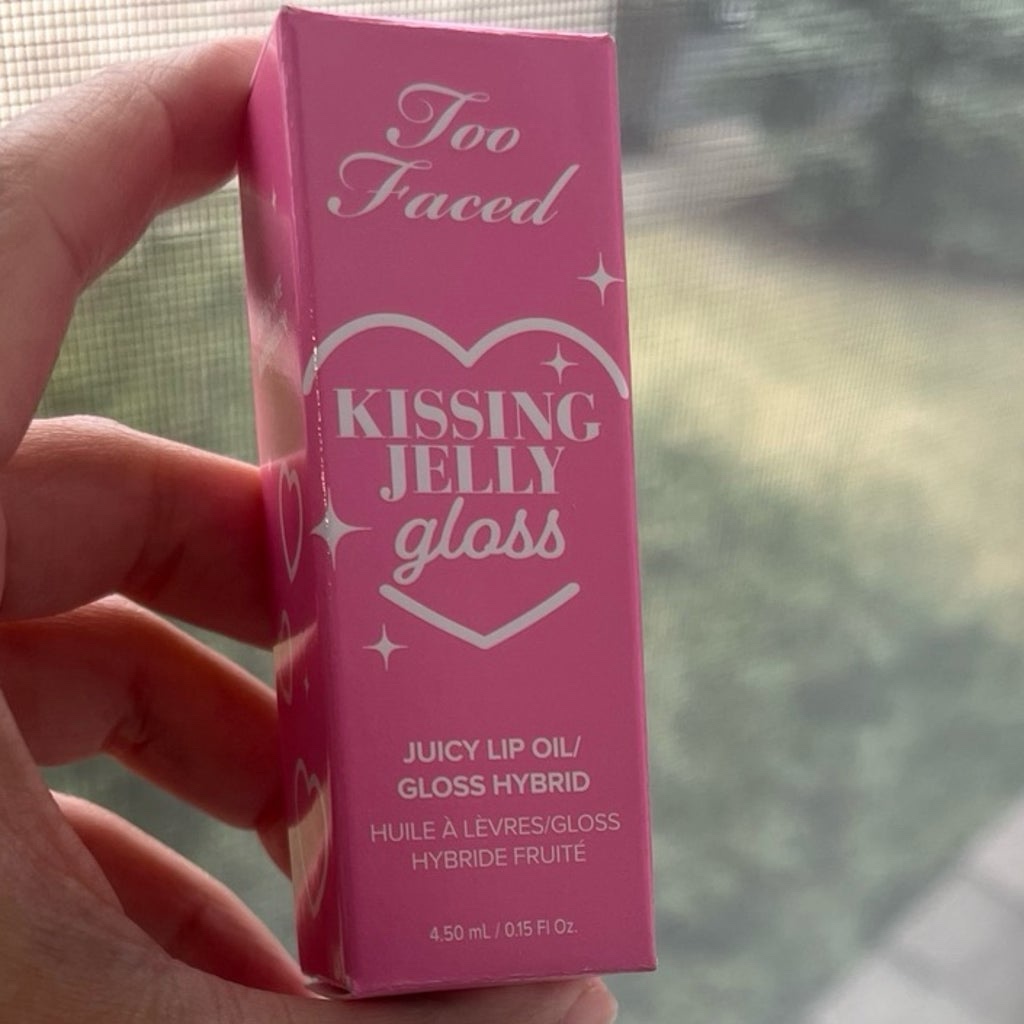 Too
Faced
KISSING
JELLY
gloss
JUICY LIP OIL/
GLOSS HYBRID
HUILE À LÈVRES/GLOSS
HYBRIDE FRUITÉ
4.50 mL / 0.15 Fl Oz.